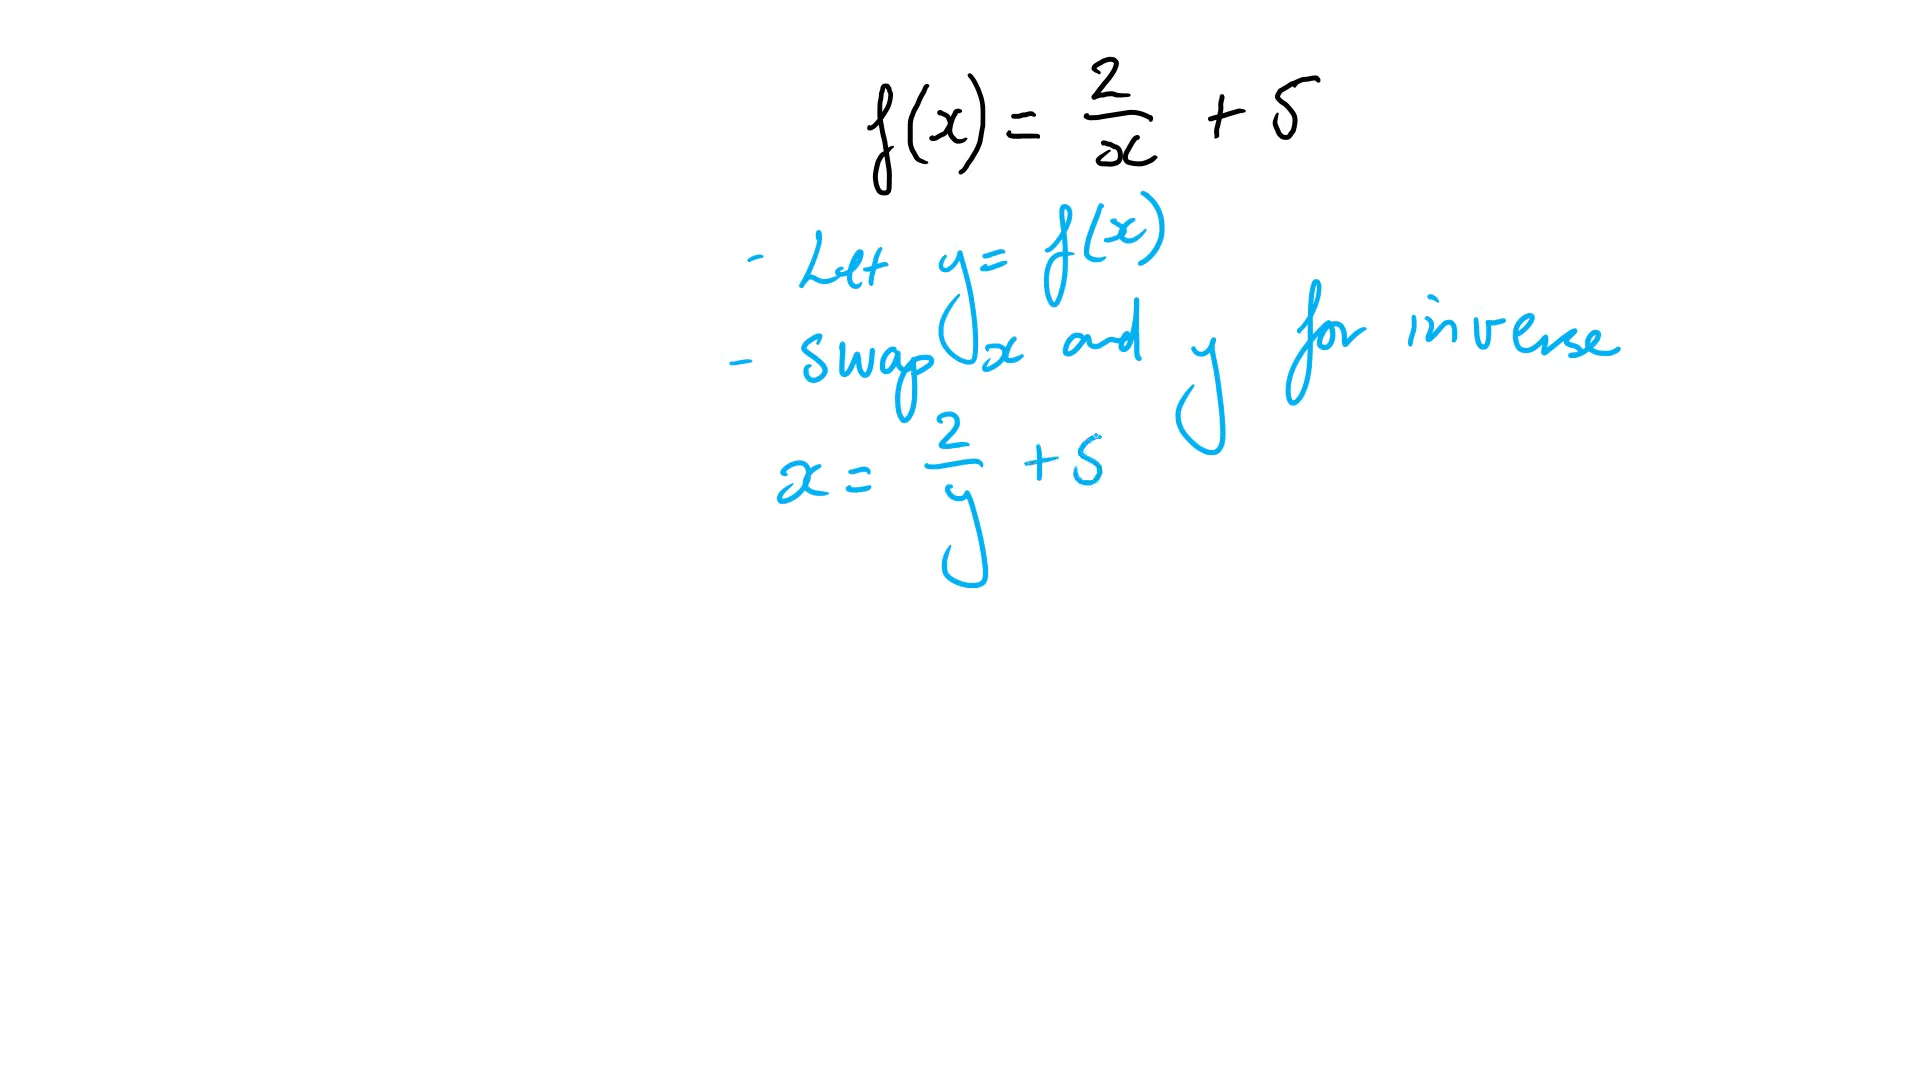 f(x) = 2/x + 5
- Let y = f(x)
- swap x and y for inverse
x = 2/y + 5